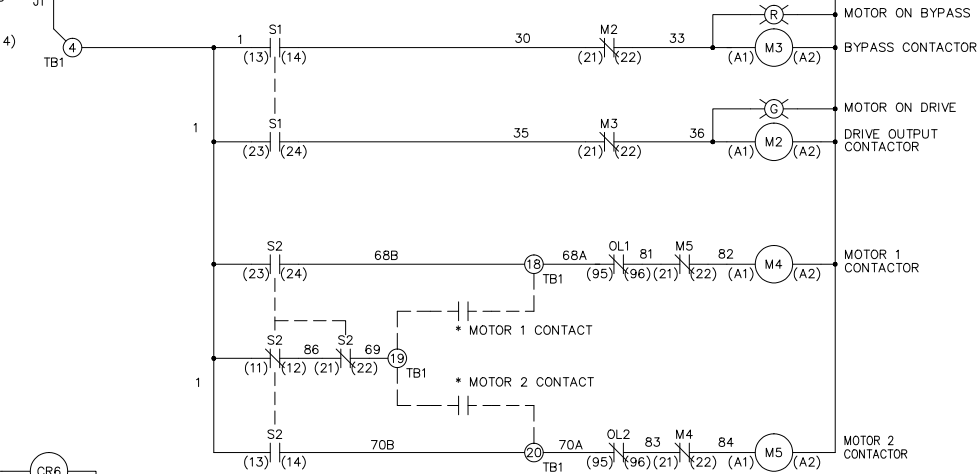 J1
4)
4
TB1
1
S1
(13) (14)
30
M2
(21) (22)
33
R
MOTOR ON BYPASS
(A1) M3 (A2)
BYPASS CONTACTOR
1
S1
(23) (24)
35
M3
(21) (22)
36
G
MOTOR ON DRIVE
(A1) M2 (A2)
DRIVE OUTPUT
CONTACTOR
S2
(23) (24)
68B
18
TB1
68A
OL1
(95) (96)
81
M5
(21) (22)
82
(A1) M4 (A2)
MOTOR 1
CONTACTOR
* MOTOR 1 CONTACT
S2
(11) (12)
86
S2
(21) (22)
69
19
TB1
1
* MOTOR 2 CONTACT
S2
(13) (14)
70B
20
TB1
70A
OL2
(95) (96)
83
M4
(21) (22)
84
(A1) M5 (A2)
MOTOR 2
CONTACTOR
CR6